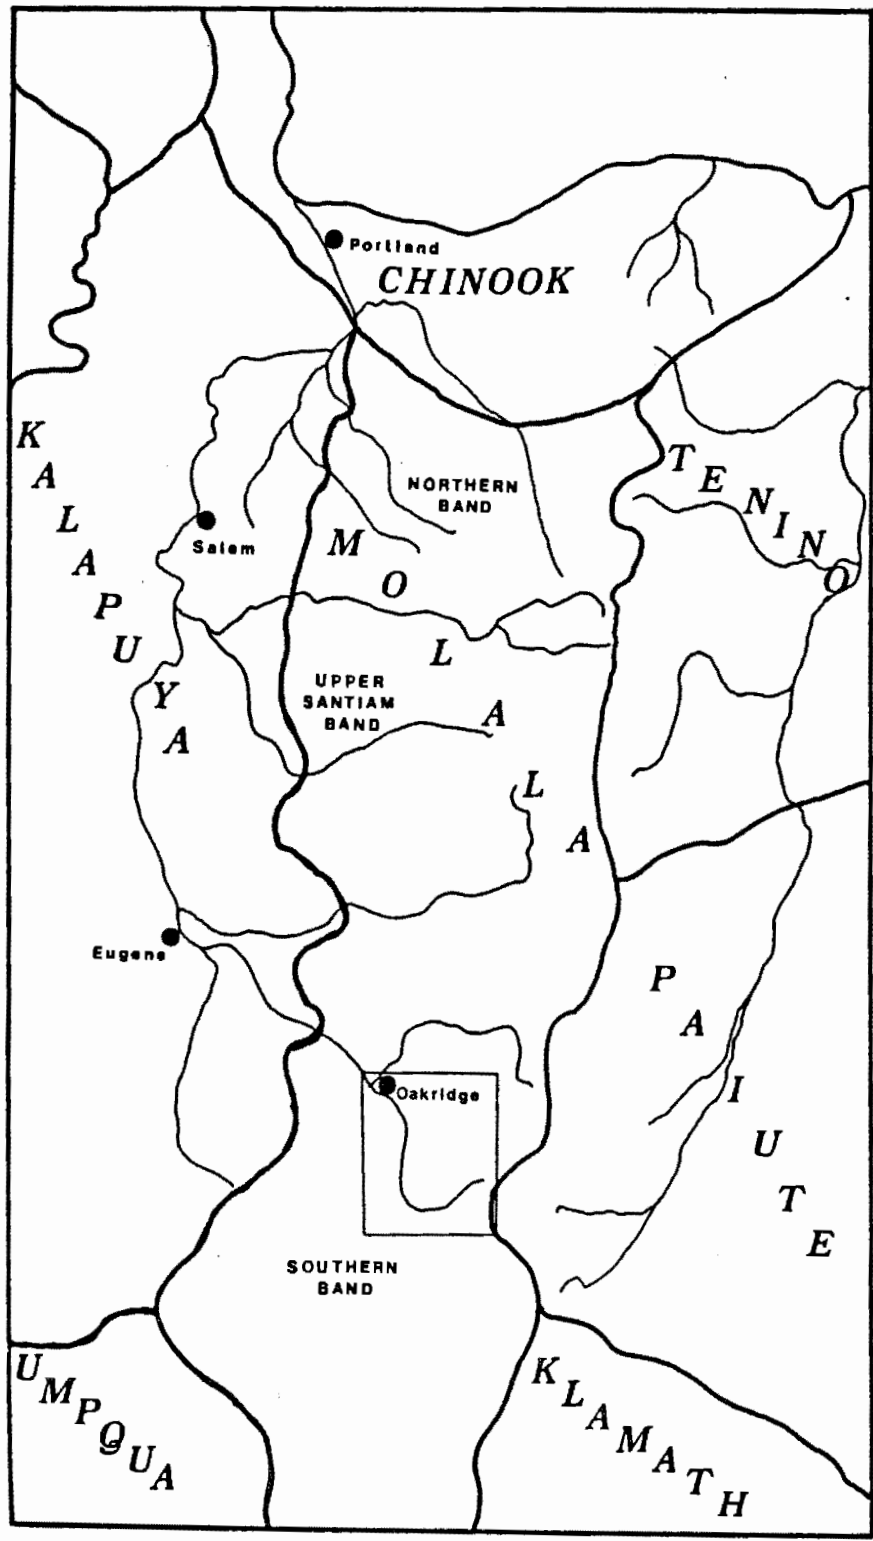 Portland
CHINOOK
KALAPUYA
TENINO
NORTHERN
BAND
Salem
MOLALLA
UPPER
SANTIAM
BAND
Eugene
PAIUTE
Oakridge
SOUTHERN
BAND
UMPQUA
KLAMATH